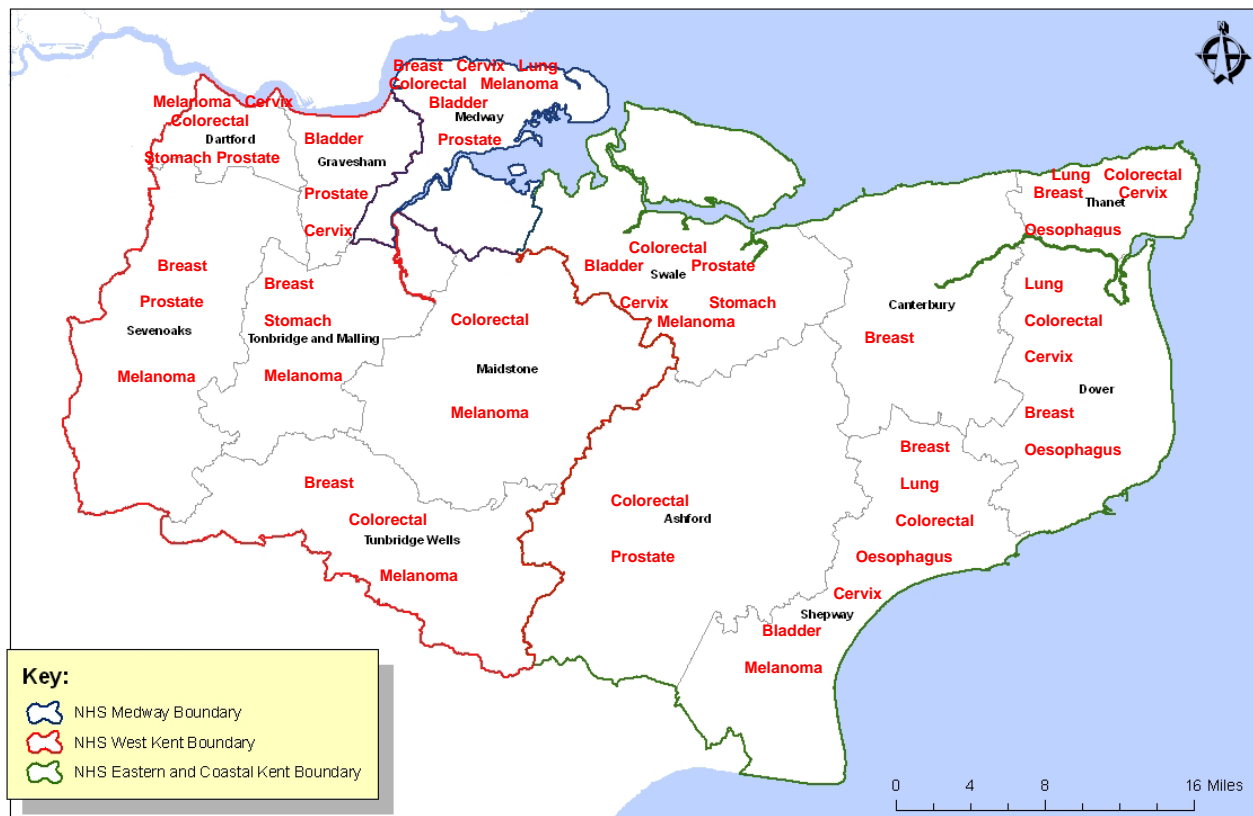 Breast Cervix Lung
Colorectal Melanoma
Bladder
Medway
Prostate
Melanoma Cervix
Colorectal
Dartford
Stomach Prostate
Bladder
Gravesham
Prostate
Cervix
Breast
Prostate
Sevenoaks
Melanoma
Breast
Stomach
Tonbridge and Malling
Melanoma
Colorectal
Maidstone
Melanoma
Breast
Colorectal
Tunbridge Wells
Melanoma
Colorectal
Bladder Prostate
Swale
Cervix Stomach
Melanoma
Canterbury
Breast
Lung Colorectal
Breast Cervix
Thanet
Oesophagus
Lung
Colorectal
Cervix
Dover
Breast
Oesophagus
Colorectal
Ashford
Prostate
Breast
Lung
Colorectal
Oesophagus
Cervix
Shepway
Bladder
Melanoma
Key:
NHS Medway Boundary
NHS West Kent Boundary
NHS Eastern and Coastal Kent Boundary
0 4 8 16 Miles